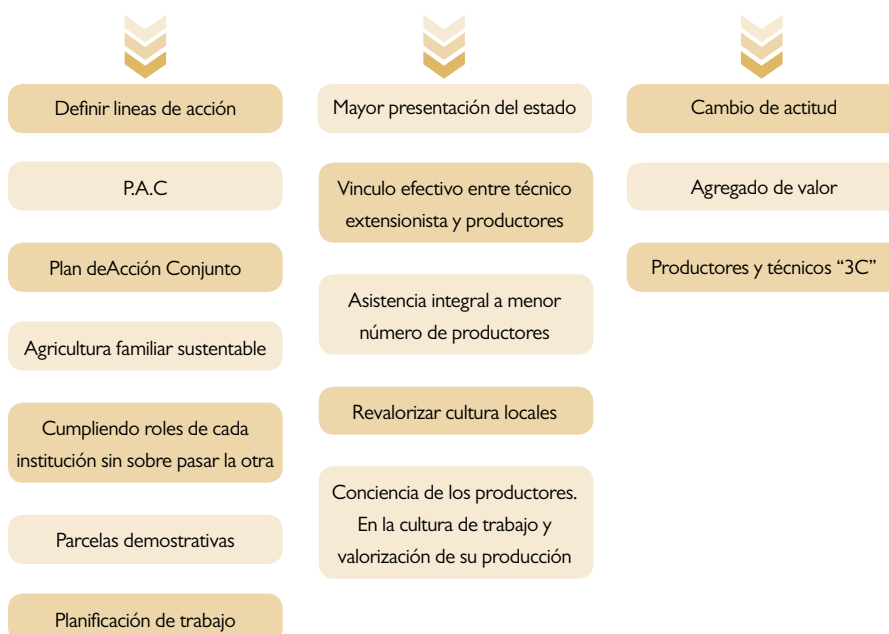 Definir lineas de acción
P.A.C
Plan deAcción Conjunto
Agricultura familiar sustentable
Cumpliendo roles de cada
institución sin sobre pasar la otra
Parcelas demostrativas
Planificación de trabajo
Mayor presentación del estado
Vinculo efectivo entre técnico
extensionista y productores
Asistencia integral a menor
número de productores
Revalorizar cultura locales
Conciencia de los productores.
En la cultura de trabajo y
valorización de su producción
Cambio de actitud
Agregado de valor
Productores y técnicos “3C”